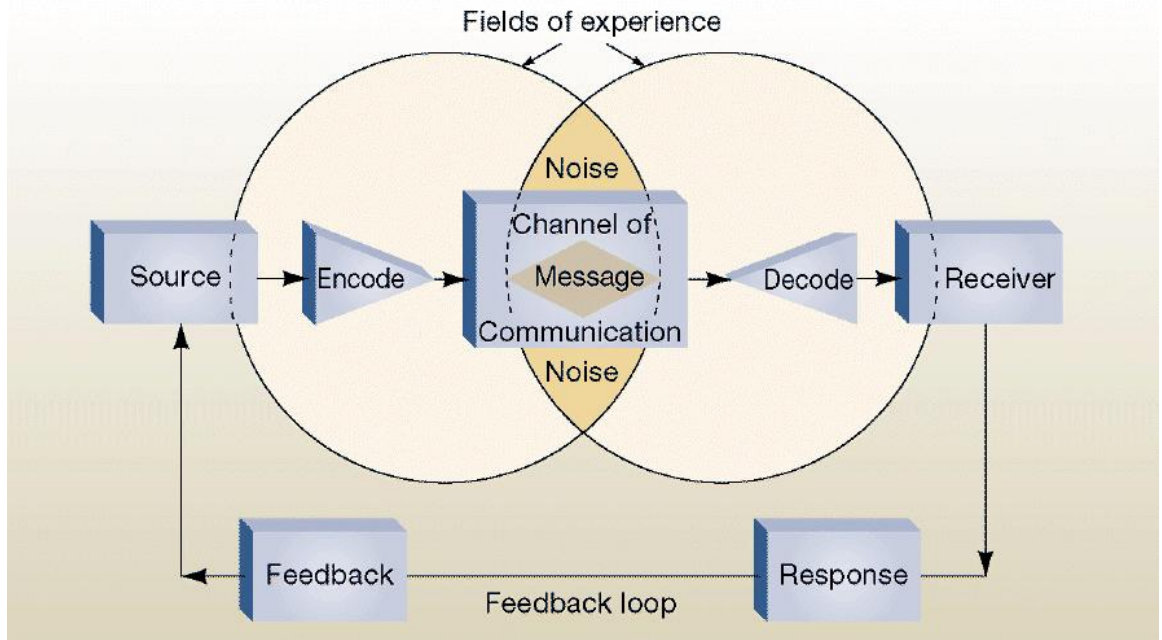 Fields of experience
Noise
Channel of
Source
Encode
Message
Decode
Receiver
Communication
Noise
Feedback
Response
Feedback loop